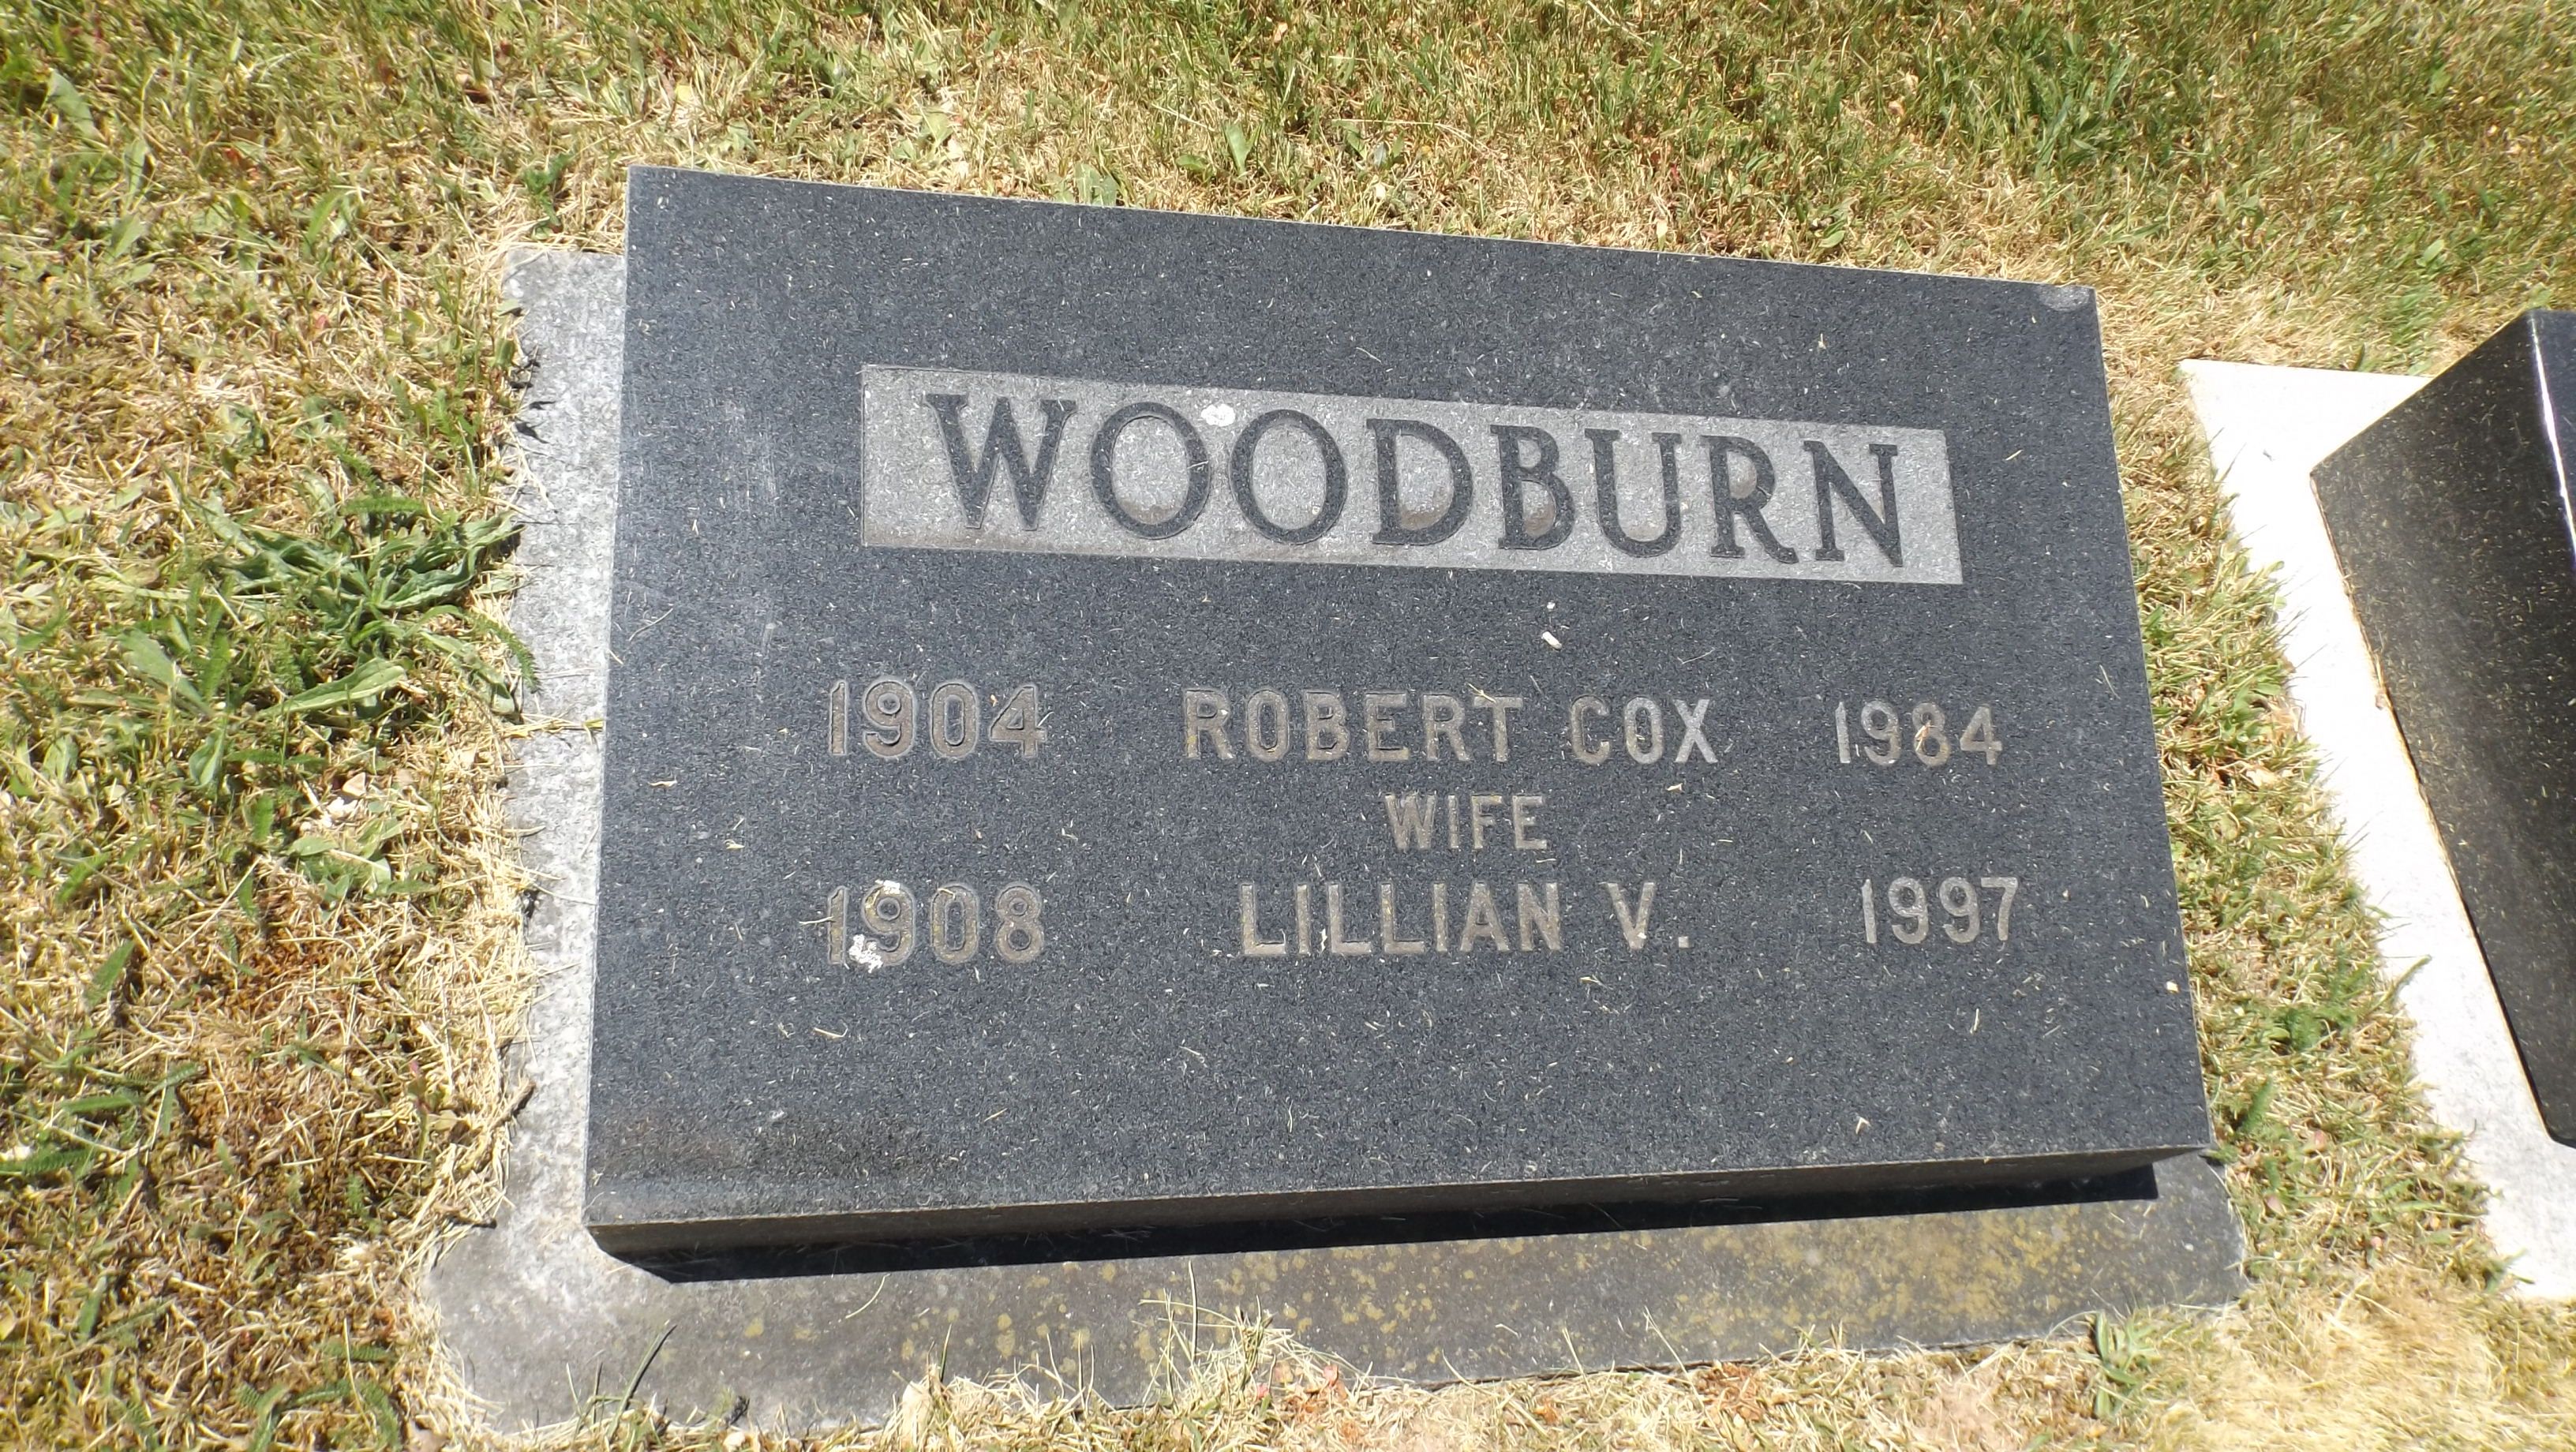 WOODBURN
1904 ROBERT COX 1984
WIFE
1908 LILLIAN V. 1997